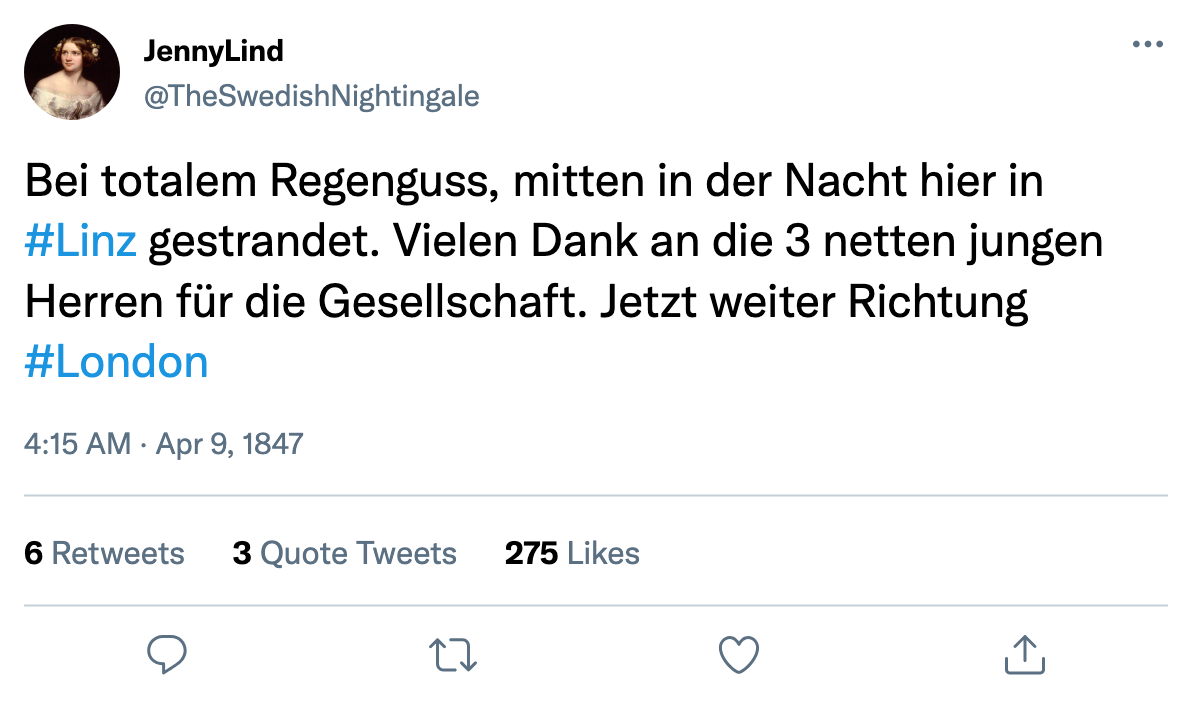 JennyLind
@TheSwedishNightingale
Bei totalem Regenguss, mitten in der Nacht hier in
#Linz gestrandet. Vielen Dank an die 3 netten jungen
Herren für die Gesellschaft. Jetzt weiter Richtung
#London
4:15 AM · Apr 9, 1847
6 Retweets 3 Quote Tweets 275 Likes